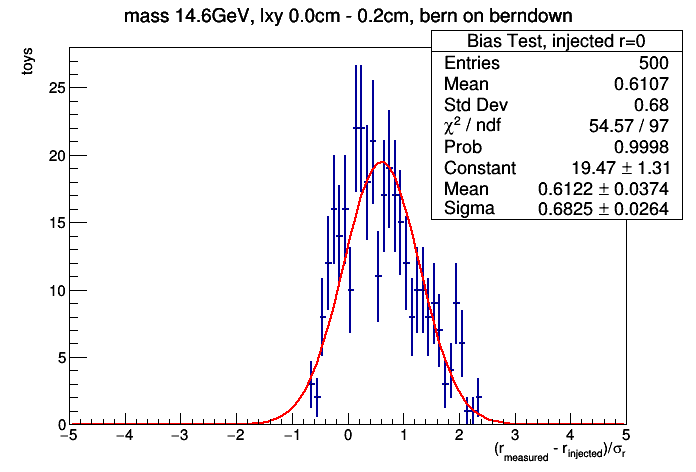 mass 14.6GeV, lxy 0.0cm - 0.2cm, bern on berndown
toys
Bias Test, injected r=0
Entries 500
Mean 0.6107
Std Dev 0.68
χ² / ndf 54.57 / 97
Prob 0.9998
Constant 19.47 ± 1.31
Mean 0.6122 ± 0.0374
Sigma 0.6825 ± 0.0264
25
20
15
10
5
0
−5 −4 −3 −2 −1 0 1 2 3 4 5
(r_measured - r_injected)/σ_r